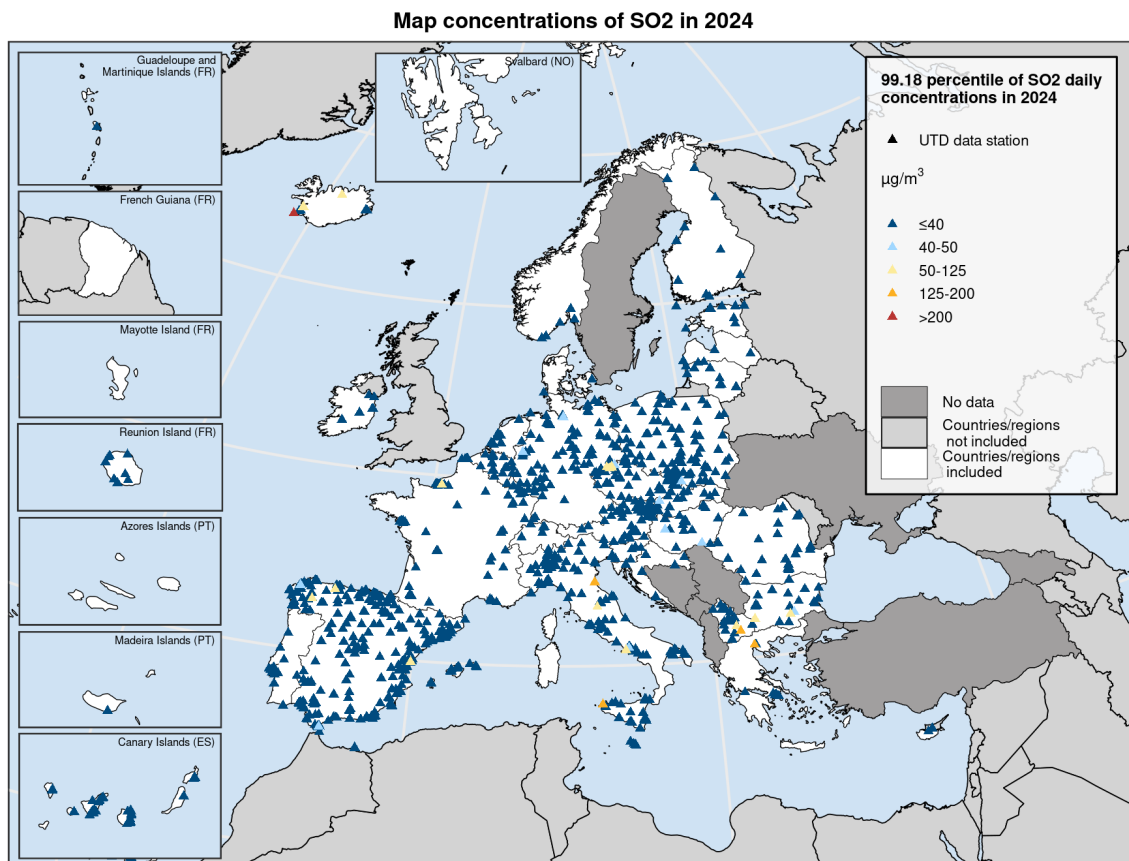 Map concentrations of SO2 in 2024
Guadeloupe and
Martinique Islands (FR)
Svalbard (NO)
French Guiana (FR)
Mayotte Island (FR)
Reunion Island (FR)
Azores Islands (PT)
Madeira Islands (PT)
Canary Islands (ES)
99.18 percentile of SO2 daily
concentrations in 2024
UTD data station
µg/m³
≤40
40-50
50-125
125-200
>200
No data
Countries/regions
not included
Countries/regions
included